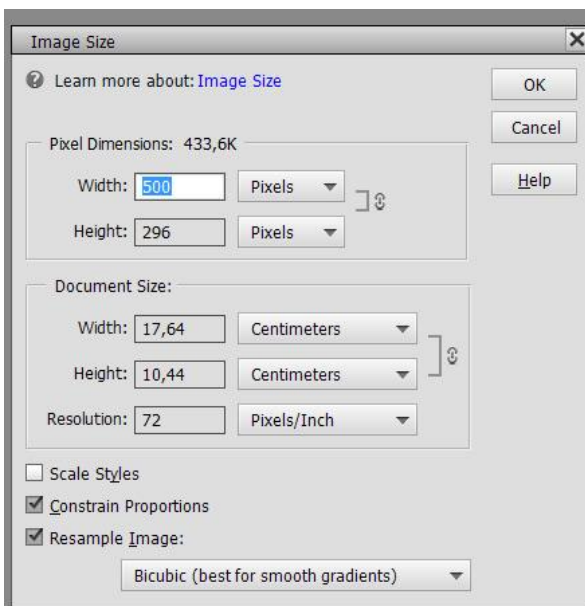 Image Size
Learn more about: Image Size
OK
Cancel
Help
Pixel Dimensions: 433,6K
Width: 500 Pixels
Height: 296 Pixels
Document Size:
Width: 17,64 Centimeters
Height: 10,44 Centimeters
Resolution: 72 Pixels/Inch
Scale Styles
Constrain Proportions
Resample Image:
Bicubic (best for smooth gradients)